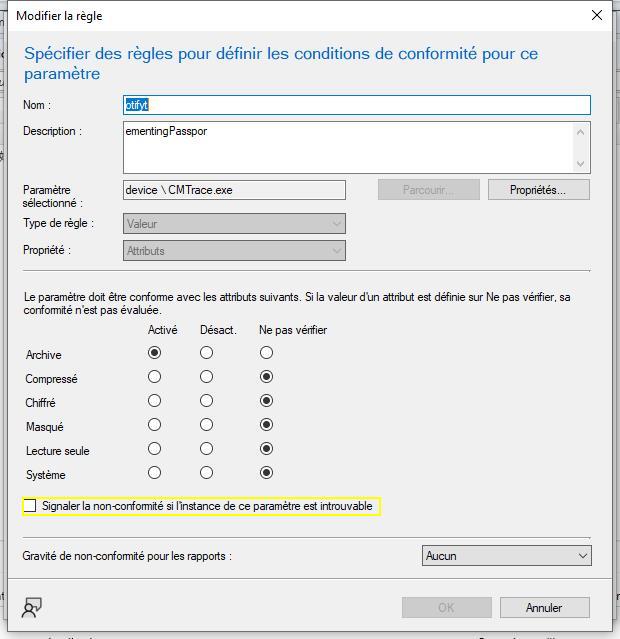 Modifier la règle
Spécifier des règles pour définir les conditions de conformité pour ce
paramètre
Nom :
otifyt
Description :
ementingPasspor
Paramètre
sélectionné :
device \ CMTrace.exe
Parcourir...
Propriétés...
Type de règle :
Valeur
Propriété :
Attributs
Le paramètre doit être conforme avec les attributs suivants. Si la valeur d'un attribut est définie sur Ne pas vérifier, sa
conformité n'est pas évaluée.
Activé Désact. Ne pas vérifier
Archive
Compressé
Chiffré
Masqué
Lecture seule
Système
Signaler la non-conformité si l'instance de ce paramètre est introuvable
Gravité de non-conformité pour les rapports :
Aucun
OK
Annuler